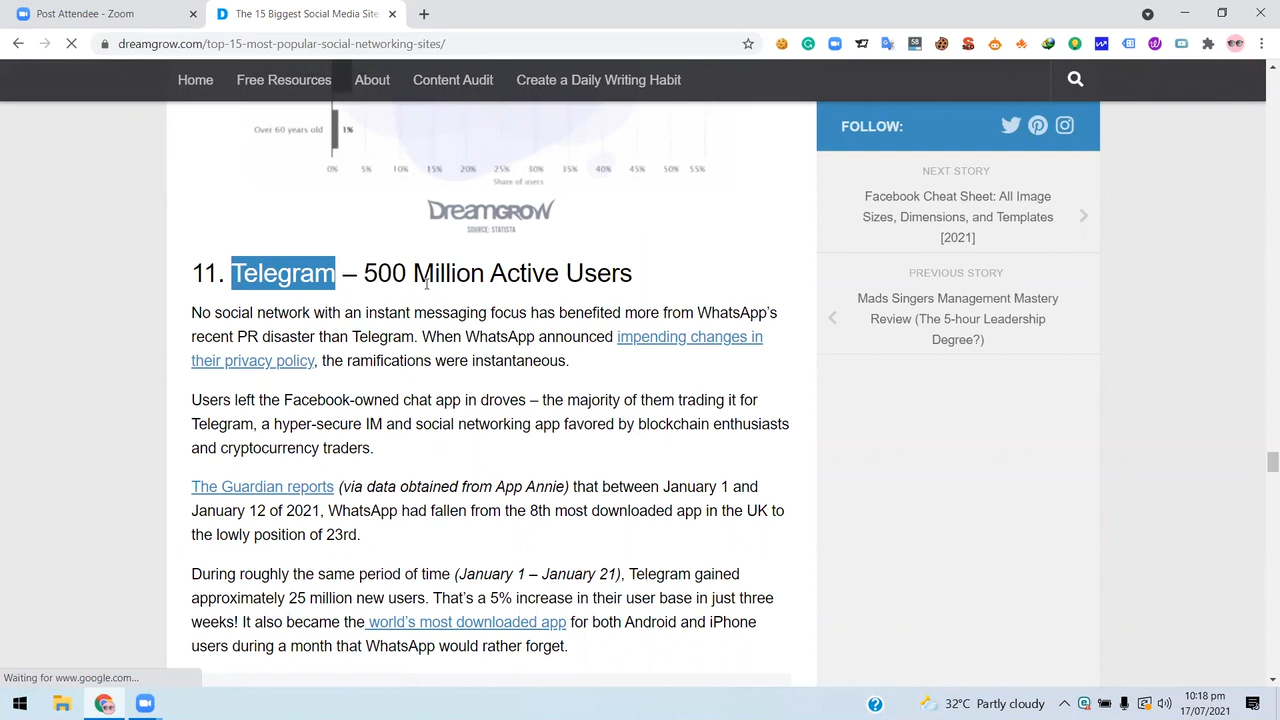 Post Attendee - Zoom
The 15 Biggest Social Media Site
dreamgrow.com/top-15-most-popular-social-networking-sites/
Home Free Resources About Content Audit Create a Daily Writing Habit
Over 60 years old 1%
0% 5% 10% 15% 20% 25% 30% 35% 40% 45% 50% 55%
Share of users
DREAMGROW
SOURCE: STATISTA
11. Telegram – 500 Million Active Users
No social network with an instant messaging focus has benefited more from WhatsApp's
recent PR disaster than Telegram. When WhatsApp announced impending changes in
their privacy policy, the ramifications were instantaneous.
Users left the Facebook-owned chat app in droves – the majority of them trading it for
Telegram, a hyper-secure IM and social networking app favored by blockchain enthusiasts
and cryptocurrency traders.
The Guardian reports (via data obtained from App Annie) that between January 1 and
January 12 of 2021, WhatsApp had fallen from the 8th most downloaded app in the UK to
the lowly position of 23rd.
During roughly the same period of time (January 1 – January 21), Telegram gained
approximately 25 million new users. That's a 5% increase in their user base in just three
weeks! It also became the world's most downloaded app for both Android and iPhone
users during a month that WhatsApp would rather forget.
FOLLOW:
NEXT STORY
Facebook Cheat Sheet: All Image
Sizes, Dimensions, and Templates
[2021]
PREVIOUS STORY
Mads Singers Management Mastery
Review (The 5-hour Leadership
Degree?)
Waiting for www.google.com...
32°C Partly cloudy
10:18 pm
17/07/2021